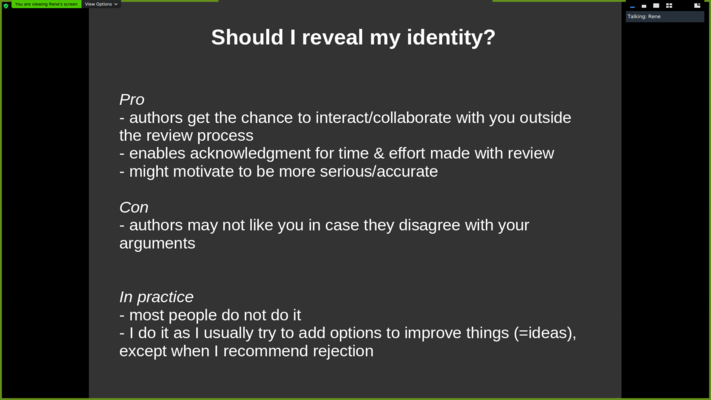 You are viewing Rene's screen
View Options
Talking: Rene
Should I reveal my identity?
Pro
- authors get the chance to interact/collaborate with you outside
the review process
- enables acknowledgment for time & effort made with review
- might motivate to be more serious/accurate
Con
- authors may not like you in case they disagree with your
arguments
In practice
- most people do not do it
- I do it as I usually try to add options to improve things (=ideas),
except when I recommend rejection